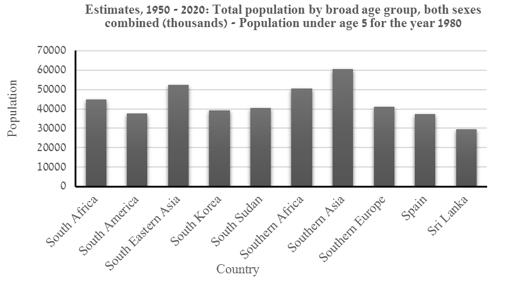 Estimates, 1950 - 2020: Total population by broad age group, both sexes
combined (thousands) - Population under age 5 for the year 1980
Population
70000
60000
50000
40000
30000
20000
10000
0
South Africa
South America
South Eastern Asia
South Korea
South Sudan
Southern Africa
Southern Asia
Southern Europe
Spain
Sri Lanka
Country